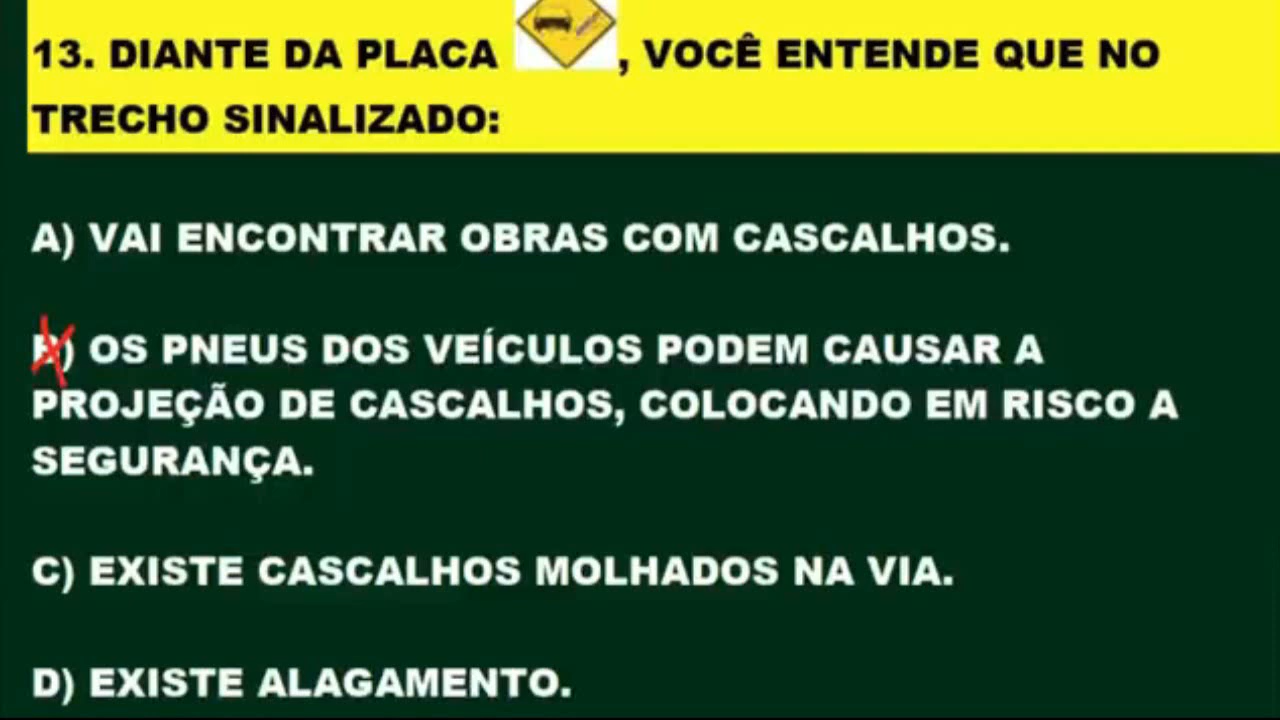 13. DIANTE DA PLACA , VOCÊ ENTENDE QUE NO
TRECHO SINALIZADO:
A) VAI ENCONTRAR OBRAS COM CASCALHOS.
B) OS PNEUS DOS VEÍCULOS PODEM CAUSAR A
PROJEÇÃO DE CASCALHOS, COLOCANDO EM RISCO A
SEGURANÇA.
C) EXISTE CASCALHOS MOLHADOS NA VIA.
D) EXISTE ALAGAMENTO.